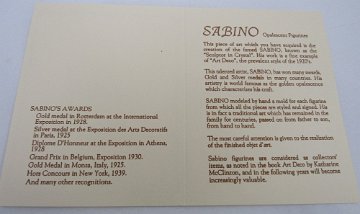 SABINO'S AWARDS
Gold medal in Rotterdam at the International
Exposition in 1928.
Silver medal at the Exposition des Arts Decoratifs
in Paris, 1925
Diplome D'Honneur at the Exposition in Athens,
1928
Grand Prix in Belgium, Exposition 1930.
Gold Medal in Monza, Italy, 1925.
Hors Concours in New York, 1939.
And many other recognitions.
SABINO Opalescent Figurines
This piece of art which you have acquired is the
creation of the famed SABINO, known as the
"Sculptor in Crystal". His work is a fine example
of "Art Deco", the prevalent style of the 1920's.
This talented artist, SABINO, has won many awards,
Gold and Silver medals in many countries. His
artistry is world famous as the golden opalescence
which characterizes his craft.
SABINO modeled by hand a mold for each figurine
from which all the pieces are styled and signed. His
is in fact a traditional art which has remained in the
family for centuries, passed on from father to son,
from hand to hand.
The most careful attention is given to the realization
of the finished objet d'art.
Sabino figurines are considered as collectors'
items, as noted in the book Art Deco by Katharine
McClinton, and in the following years will become
increasingly valuable.